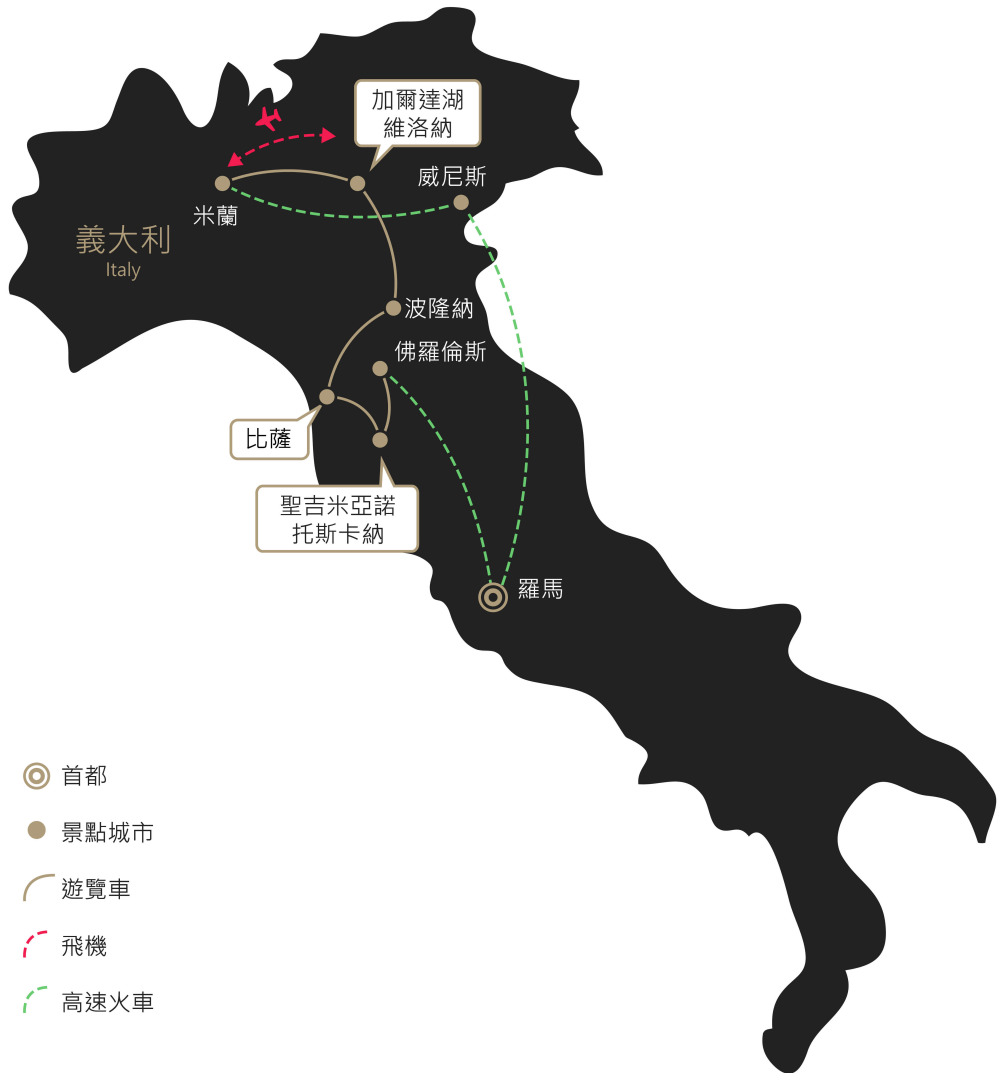 加爾達湖
維洛納
威尼斯
米蘭
義大利
Italy
波隆納
佛羅倫斯
比薩
聖吉米亞諾
托斯卡納
羅馬
首都
景點城市
遊覽車
飛機
高速火車